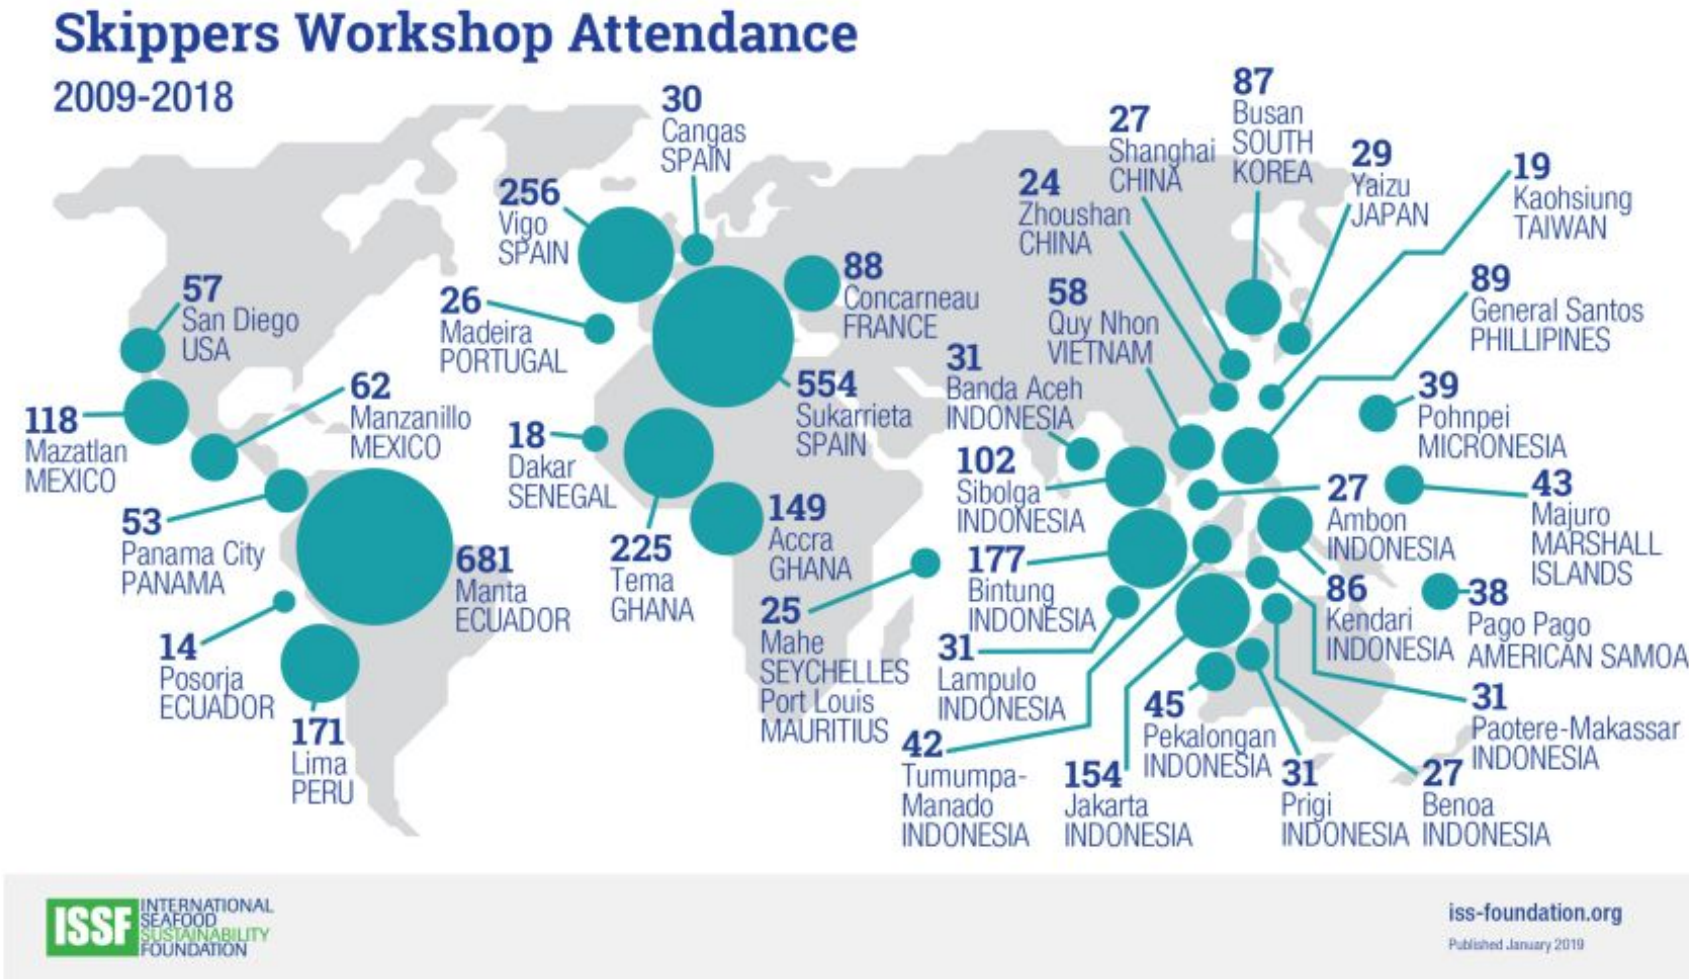 Skippers Workshop Attendance
2009-2018
30
Cangas
SPAIN
256
Vigo
SPAIN
26
Madeira
PORTUGAL
88
Concarneau
FRANCE
554
Sukarrieta
SPAIN
57
San Diego
USA
118
Mazatlan
MEXICO
62
Manzanillo
MEXICO
53
Panama City
PANAMA
681
Manta
ECUADOR
14
Posorja
ECUADOR
171
Lima
PERU
18
Dakar
SENEGAL
225
Tema
GHANA
149
Accra
GHANA
25
Mahe
SEYCHELLES
Port Louis
MAURITIUS
24
Zhoushan
CHINA
27
Shanghai
CHINA
87
Busan
SOUTH
KOREA
29
Yaizu
JAPAN
19
Kaohsiung
TAIWAN
58
Quy Nhon
VIETNAM
89
General Santos
PHILLIPINES
31
Banda Aceh
INDONESIA
39
Pohnpei
MICRONESIA
102
Sibolga
INDONESIA
27
Ambon
INDONESIA
43
Majuro
MARSHALL
ISLANDS
177
Bintung
INDONESIA
86
Kendari
INDONESIA
38
Pago Pago
AMERICAN SAMOA
31
Lampulo
INDONESIA
42
Tumumpa-
Manado
INDONESIA
154
Jakarta
INDONESIA
45
Pekalongan
INDONESIA
31
Prigi
INDONESIA
27
Benoa
INDONESIA
31
Paotere-Makassar
INDONESIA
ISSF
INTERNATIONAL
SEAFOOD
SUSTAINABILITY
FOUNDATION
iss-foundation.org
Published January 2019